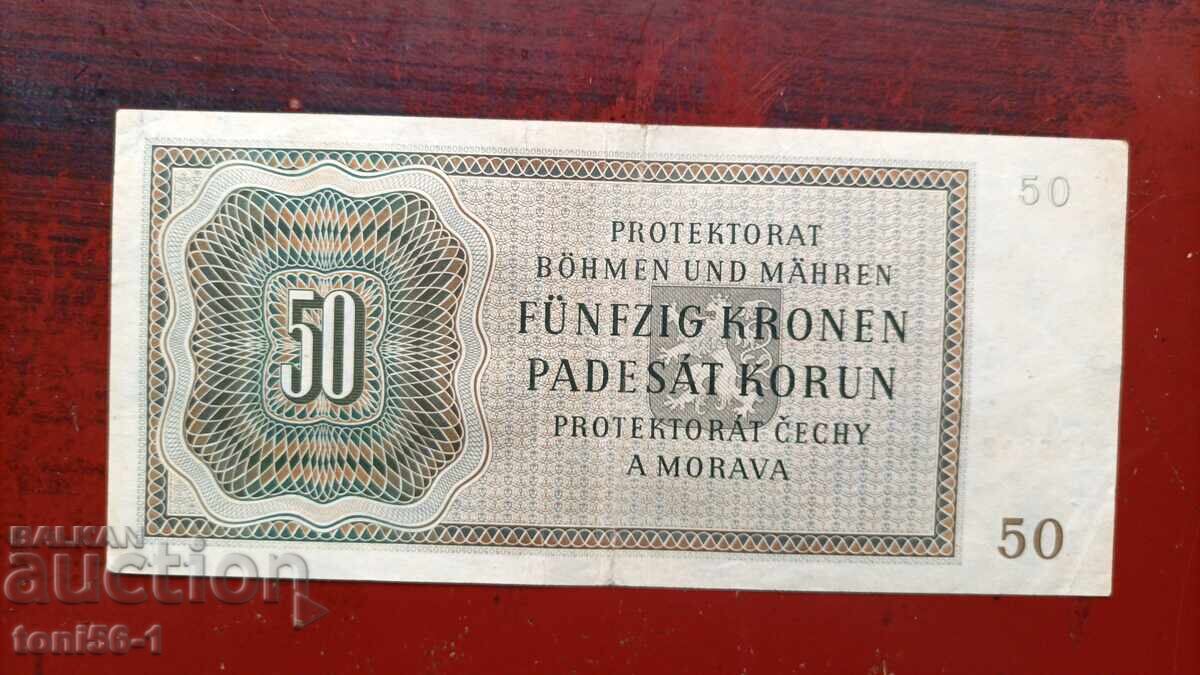 50
PROTEKTORAT
BÖHMEN UND MÄHREN
FÜNFZIG KRONEN
PADESÁT KORUN
PROTEKTORÁT ČECHY
A MORAVA
50
50
BALKAN
auction
toni56-1